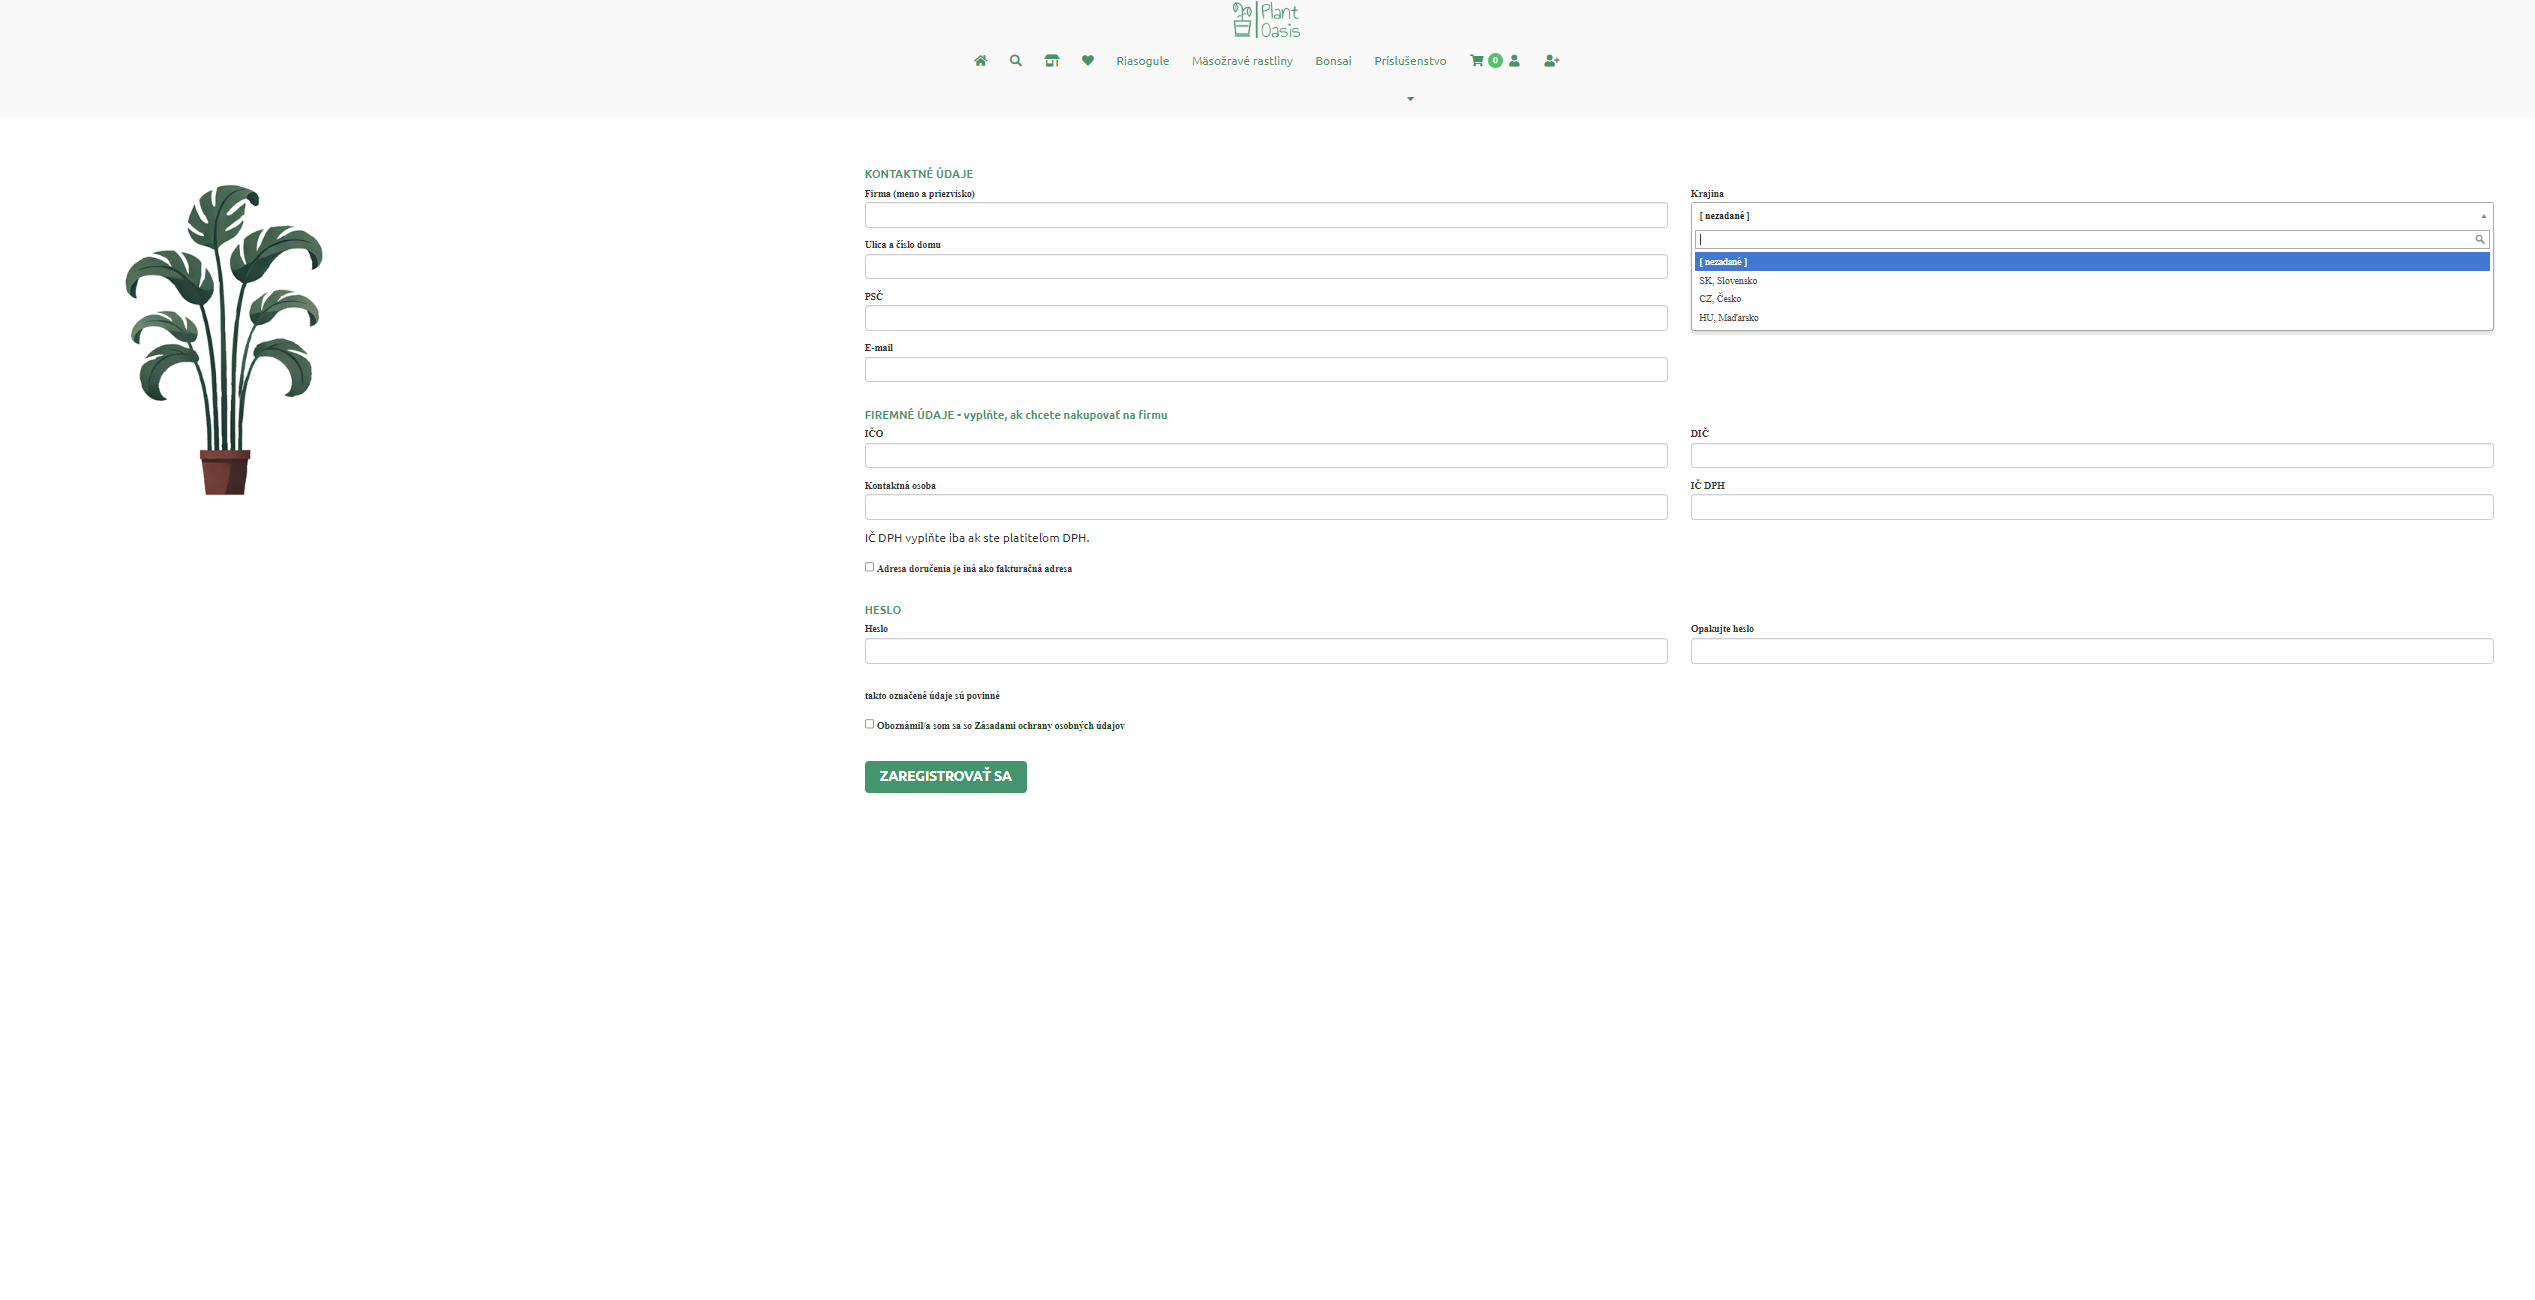 Plant
Oasis
Riasogule
Mäsožravé rastliny
Bonsai
Príslušenstvo
0
KONTAKTNÉ ÚDAJE
Firma (meno a priezvisko)
Krajina
[ nezadané ]
Ulica a číslo domu
[ nezadané ]
SK, Slovensko
PSČ
CZ, Česko
HU, Maďarsko
E-mail
FIREMNÉ ÚDAJE - vyplňte, ak chcete nakupovať na firmu
IČO
DIČ
Kontaktná osoba
IČ DPH
IČ DPH vyplňte iba ak ste platiteľom DPH.
Adresa doručenia je iná ako fakturačná adresa
HESLO
Heslo
Opakujte heslo
takto označené údaje sú povinné
Oboznámil/a som sa so Zásadami ochrany osobných údajov
ZAREGISTROVAŤ SA